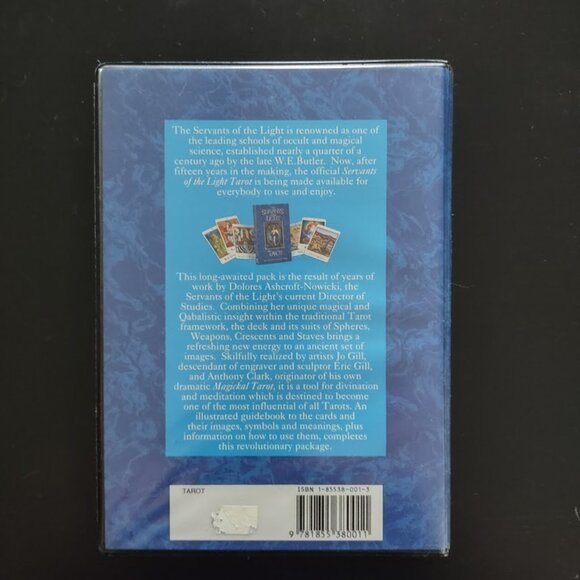 The Servants of the Light is renowned as one of
the leading schools of occult and magical
science, established nearly a quarter of a
century ago by the late W.E.Butler. Now, after
fifteen years in the making, the official Servants
of the Light Tarot is being made available for
everybody to use and enjoy.
SERVANTS
LIGHT
TAROT
This long-awaited pack is the result of years of
work by Dolores Ashcroft-Nowicki, the
Servants of the Light's current Director of
Studies. Combining her unique magical and
Qabalistic insight within the traditional Tarot
framework, the deck and its suits of Spheres,
Weapons, Crescents and Staves brings a
refreshing new energy to an ancient set of
images. Skilfully realized by artists Jo Gill,
descendant of engraver and sculptor Eric Gill,
and Anthony Clark, originator of his own
dramatic Magickal Tarot, it is a tool for divination
and meditation which is destined to become
one of the most influential of all Tarots. An
illustrated guidebook to the cards and
their images, symbols and meanings, plus
information on how to use them, completes
this revolutionary package.
TAROT
ISBN 1-85538-001-3
9 781855 380011